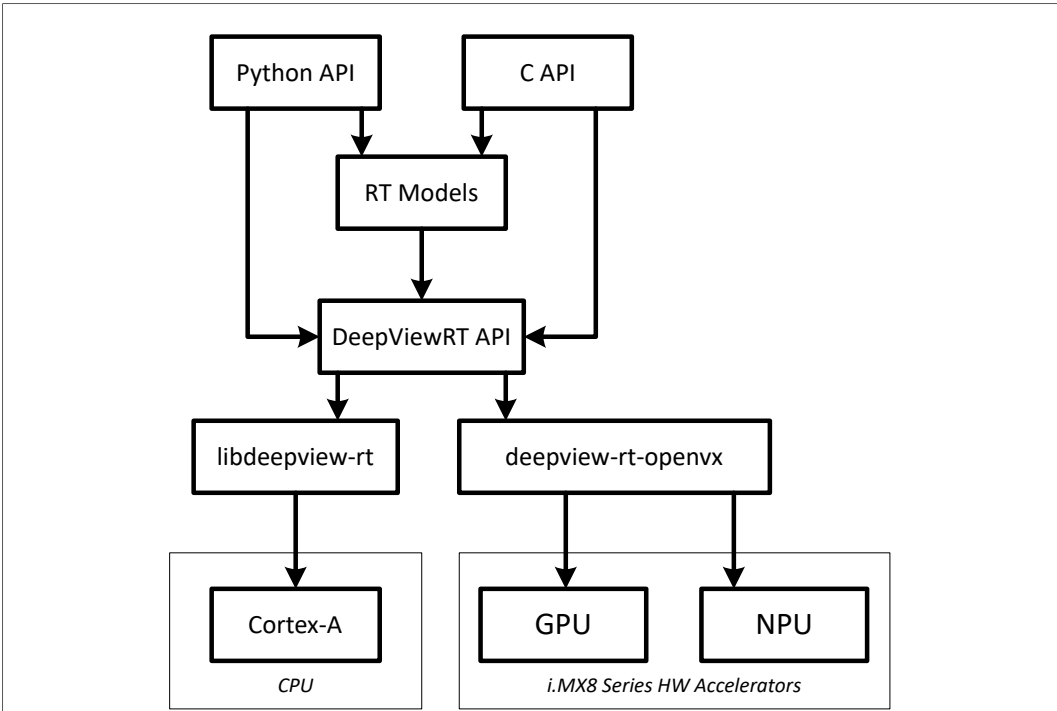 Python API
C API
RT Models
DeepViewRT API
libdeepview-rt
deepview-rt-openvx
Cortex-A
GPU
NPU
CPU
i.MX8 Series HW Accelerators